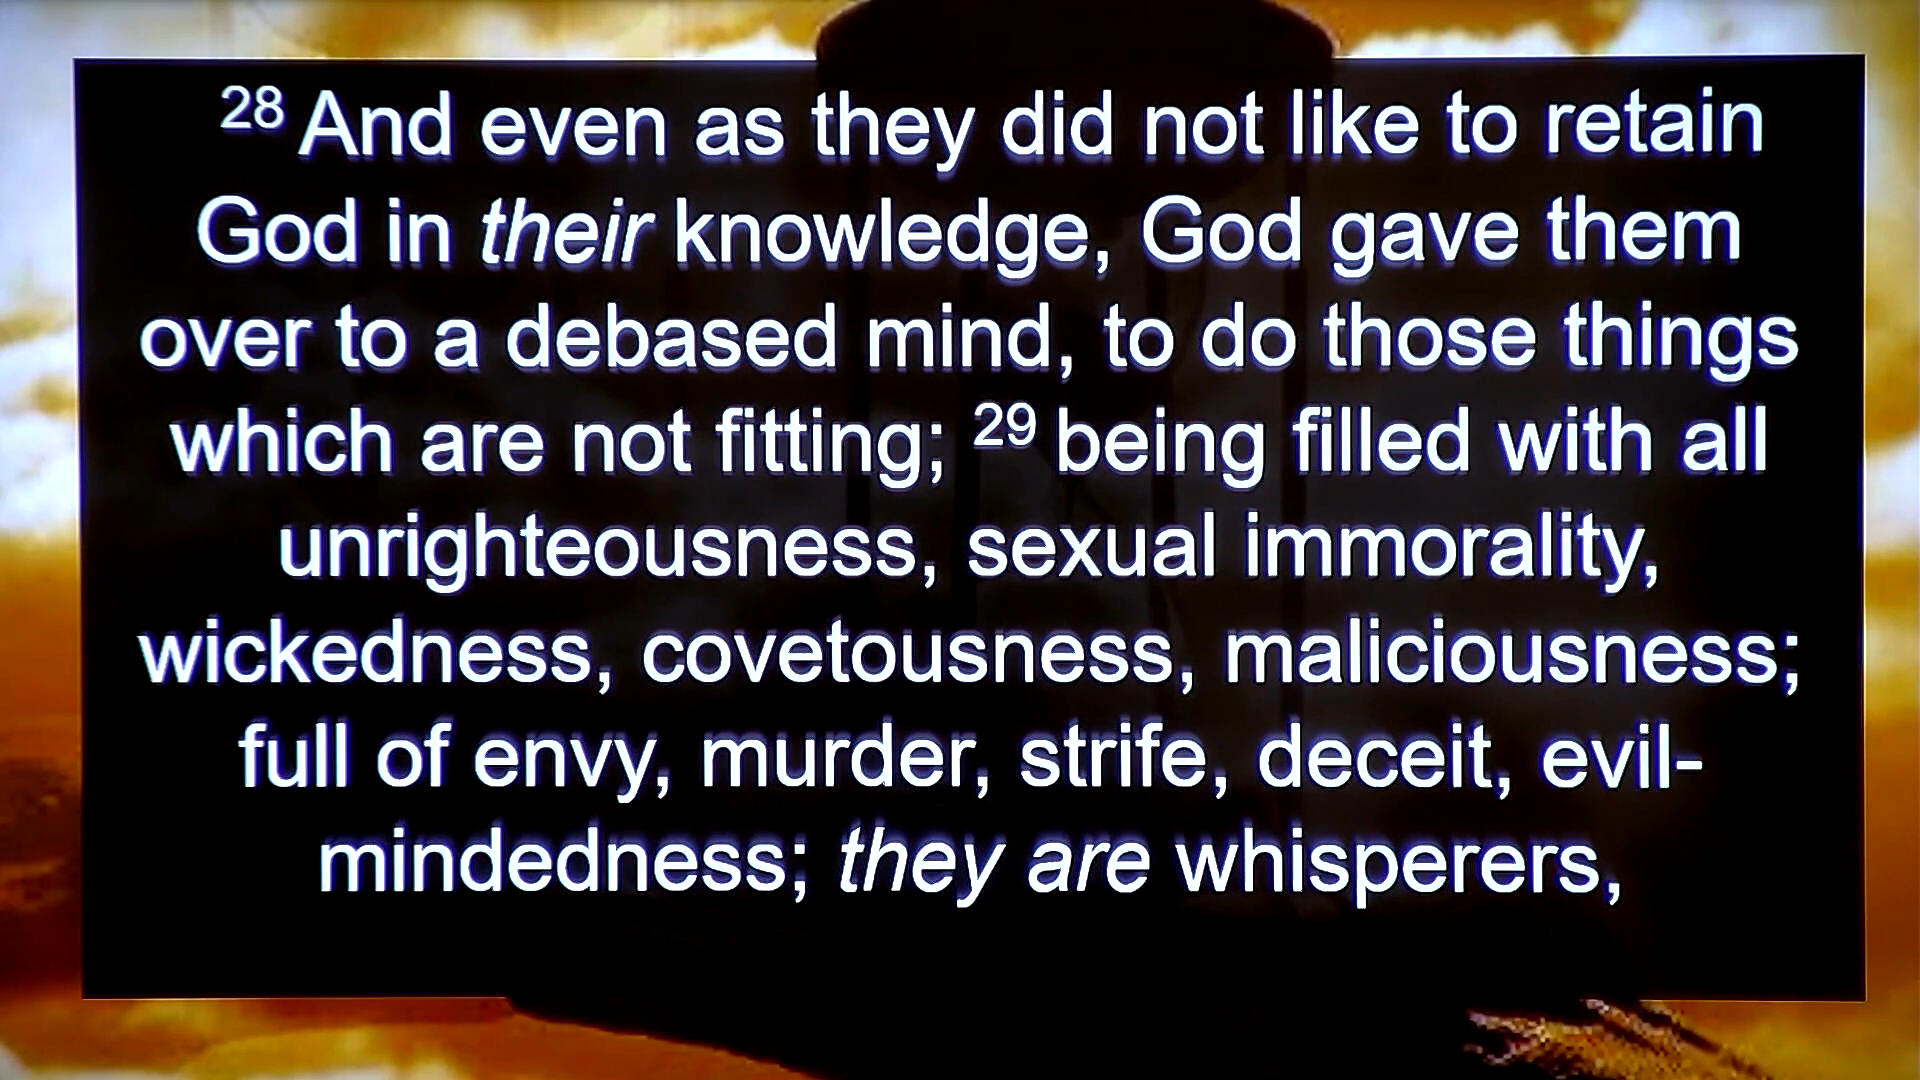 28 And even as they did not like to retain
God in their knowledge, God gave them
over to a debased mind, to do those things
which are not fitting; 29 being filled with all
unrighteousness, sexual immorality,
wickedness, covetousness, maliciousness;
full of envy, murder, strife, deceit, evil-
mindedness; they are whisperers,